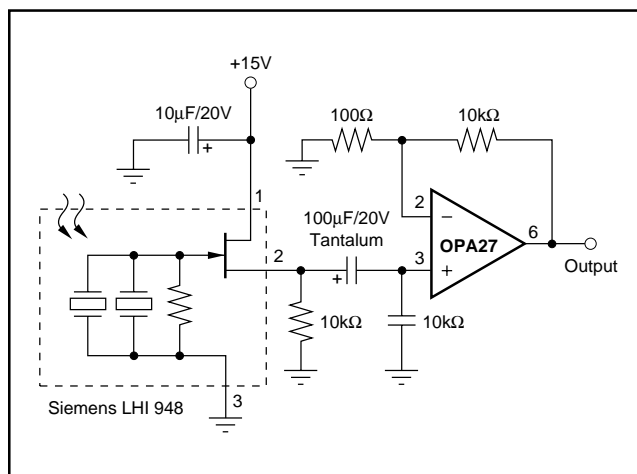 +15V
10µF/20V
+
100Ω
10kΩ
1
2
–
OPA27
6
Output
100µF/20V
Tantalum
2
3
+
+
10kΩ
10kΩ
3
Siemens LHI 948